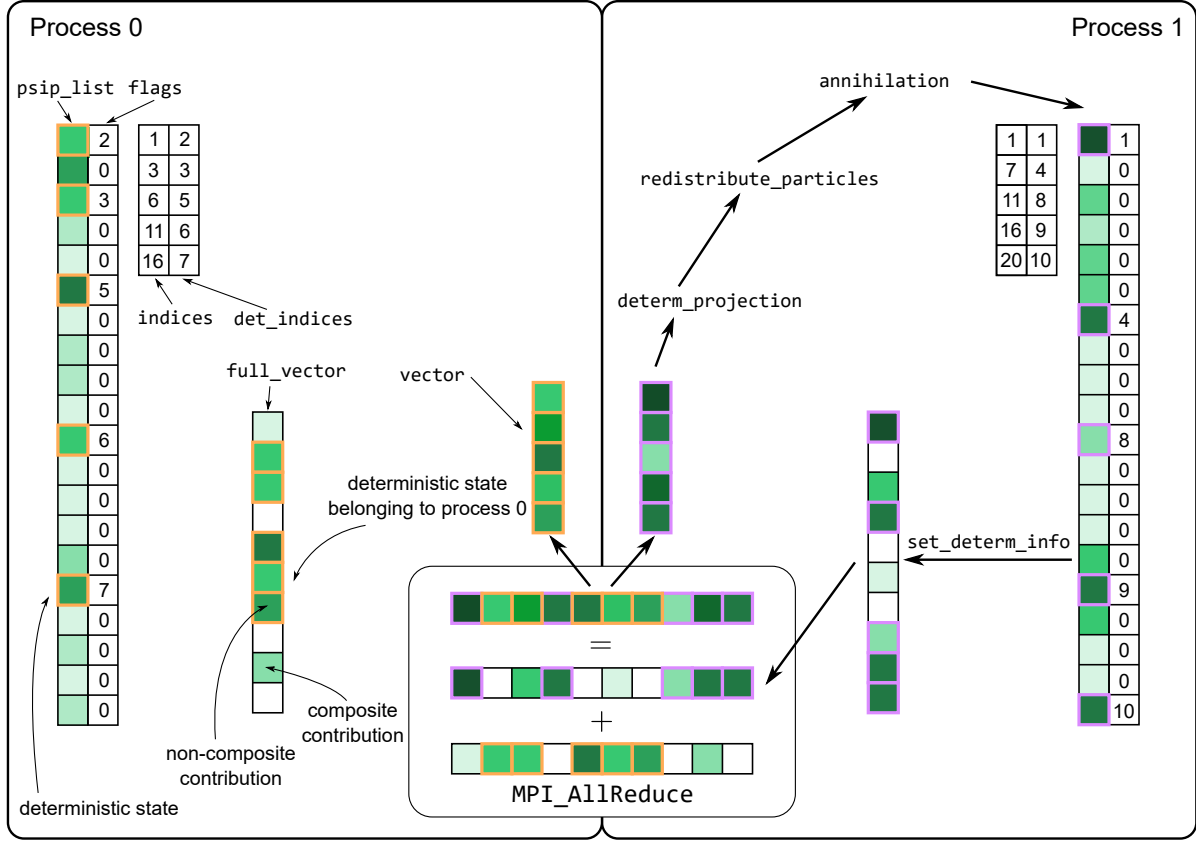 Process 0
Process 1
psip_list flags
annihilation
redistribute_particles
determ_projection
2
0
3
0
0
5
0
0
0
0
6
0
0
0
0
7
0
0
0
0
1 2
3 3
6 5
11 6
16 7
indices
det_indices
full_vector
vector
deterministic state
belonging to process 0
composite
contribution
non-composite
contribution
deterministic state
=
+
MPI_AllReduce
set_determ_info
1 1
7 4
11 8
16 9
20 10
1
0
0
0
0
0
4
0
0
0
8
0
0
0
0
9
0
0
0
10